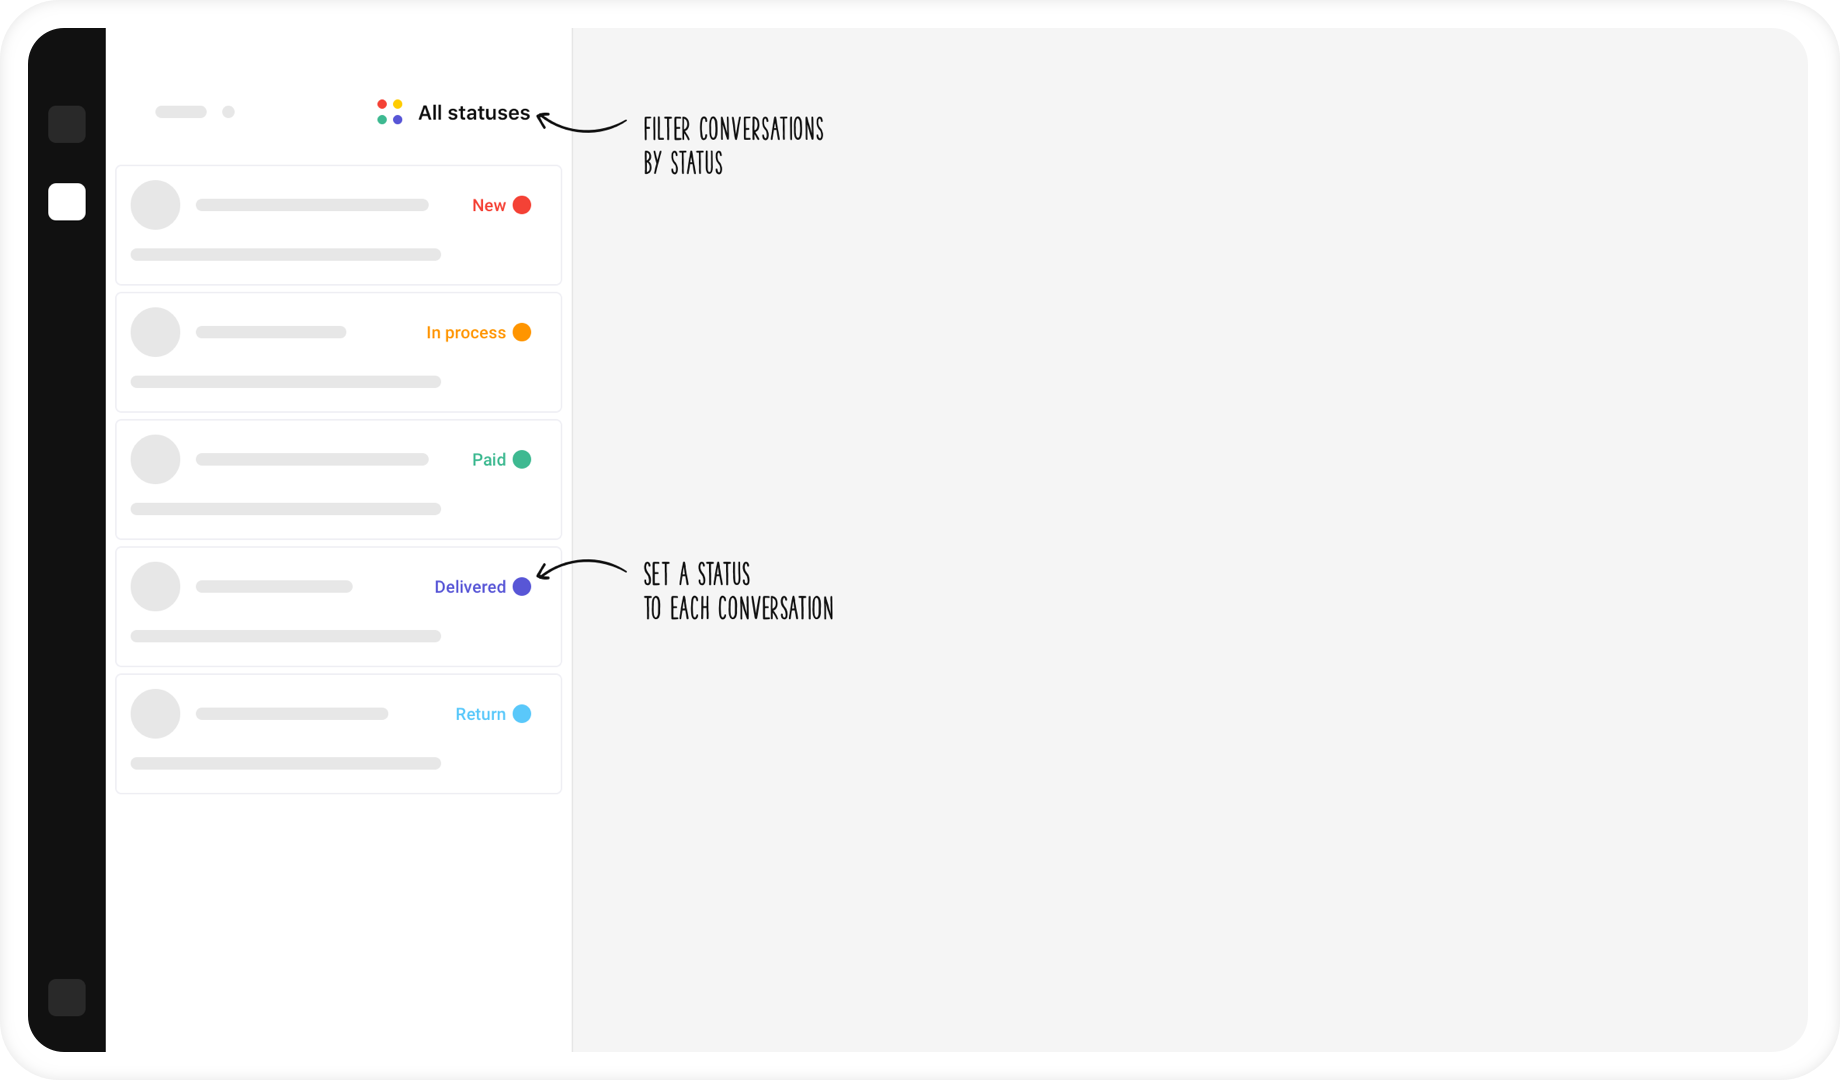 All statuses
FILTER CONVERSATIONS
BY STATUS
New
In process
Paid
Delivered
SET A STATUS
TO EACH CONVERSATION
Return